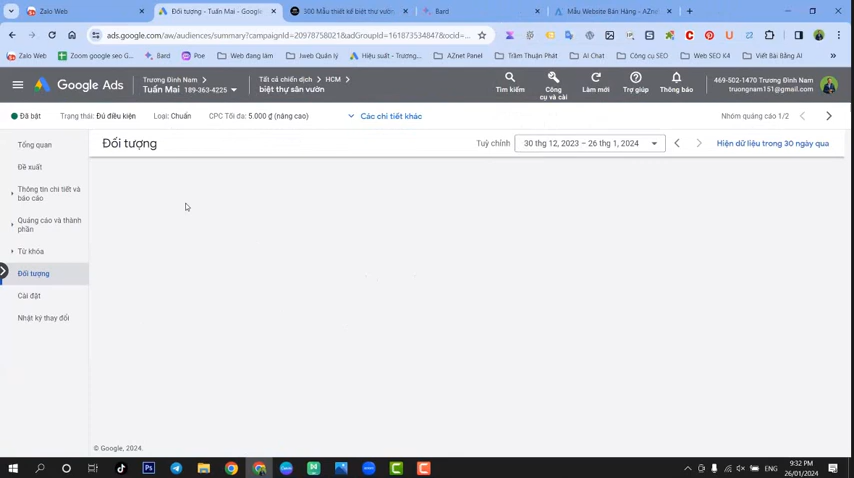 Zalo Web
Đối tượng - Tuấn Mai - Google
300 Mẫu thiết kế biệt thự vườn
Bard
Mẫu Website Bán Hàng - AZnet
ads.google.com/aw/audiences/summary?campaignId=20978758021&adGroupId=161873534847&ocid=ocid=...
Zalo Web
Zoom google seo G...
Bard
Poe
Web đang làm
Jweb Quản lý
Hiệu suất - Trương...
AZnet Panel
Trầm Thuận Phát
AI Chat
Công cụ SEO
Web SEO K4
Viết Bài Bằng AI
Google Ads
Trương Đình Nam
Tuấn Mai 189-363-4225
Tất cả chiến dịch
HCM
biệt thự sân vườn
Tìm kiếm
Công cụ và cài
Làm mới
Trợ giúp
Thông báo
469-502-1470 Trương Đình Nam
truongnam151@gmail.com
Đã bật
Trạng thái: Đủ điều kiện
Loại: Chuẩn
CPC Tối đa: 5.000 ₫ (nâng cao)
Các chi tiết khác
Nhóm quảng cáo 1/2
Tổng quan
Đề xuất
Thông tin chi tiết và báo cáo
Quảng cáo và thành phần
Từ khóa
Đối tượng
Cài đặt
Nhật ký thay đổi
Đối tượng
Tuỳ chỉnh
30 thg 12, 2023 – 26 thg 1, 2024
Hiện dữ liệu trong 30 ngày qua
© Google, 2024.
ENG
9:32 PM
26/01/2024